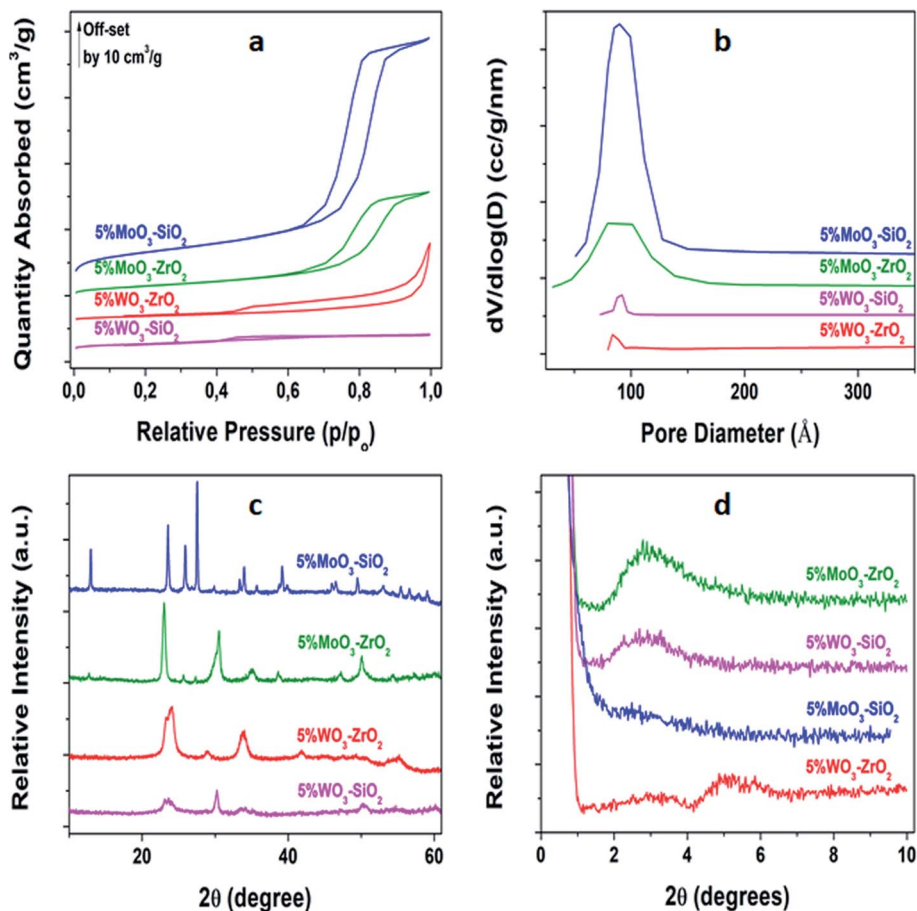 Off-set
by 10 cm³/g
a
Quantity Absorbed (cm³/g)
5%MoO₃-SiO₂
5%MoO₃-ZrO₂
5%WO₃-ZrO₂
5%WO₃-SiO₂
0,0 0,2 0,4 0,6 0,8 1,0
Relative Pressure (p/pₒ)
b
dV/dlog(D) (cc/g/nm)
5%MoO₃-SiO₂
5%MoO₃-ZrO₂
5%WO₃-SiO₂
5%WO₃-ZrO₂
100 200 300
Pore Diameter (Å)
c
Relative Intensity (a.u.)
5%MoO₃-SiO₂
5%MoO₃-ZrO₂
5%WO₃-ZrO₂
5%WO₃-SiO₂
20 40 60
2θ (degree)
d
Relative Intensity (a.u.)
5%MoO₃-ZrO₂
5%WO₃-SiO₂
5%MoO₃-SiO₂
5%WO₃-ZrO₂
0 2 4 6 8 10
2θ (degrees)